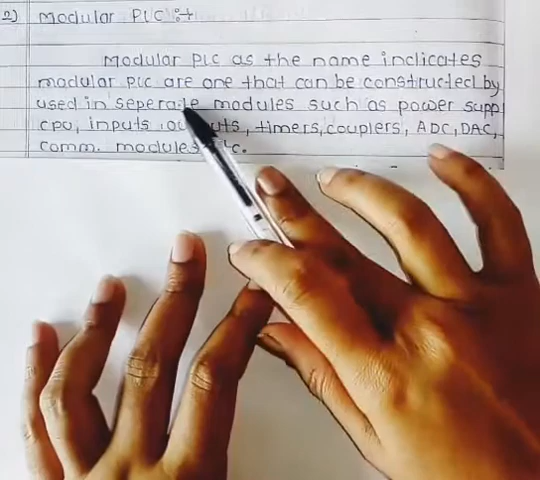 2) Modular PLC :-
Modular PLC as the name indicates
modular PLC are one that can be constructed by
used in seperate modules such as power supp
cpu, inputs, timers, couplers, ADC, DAC,
comm. modules